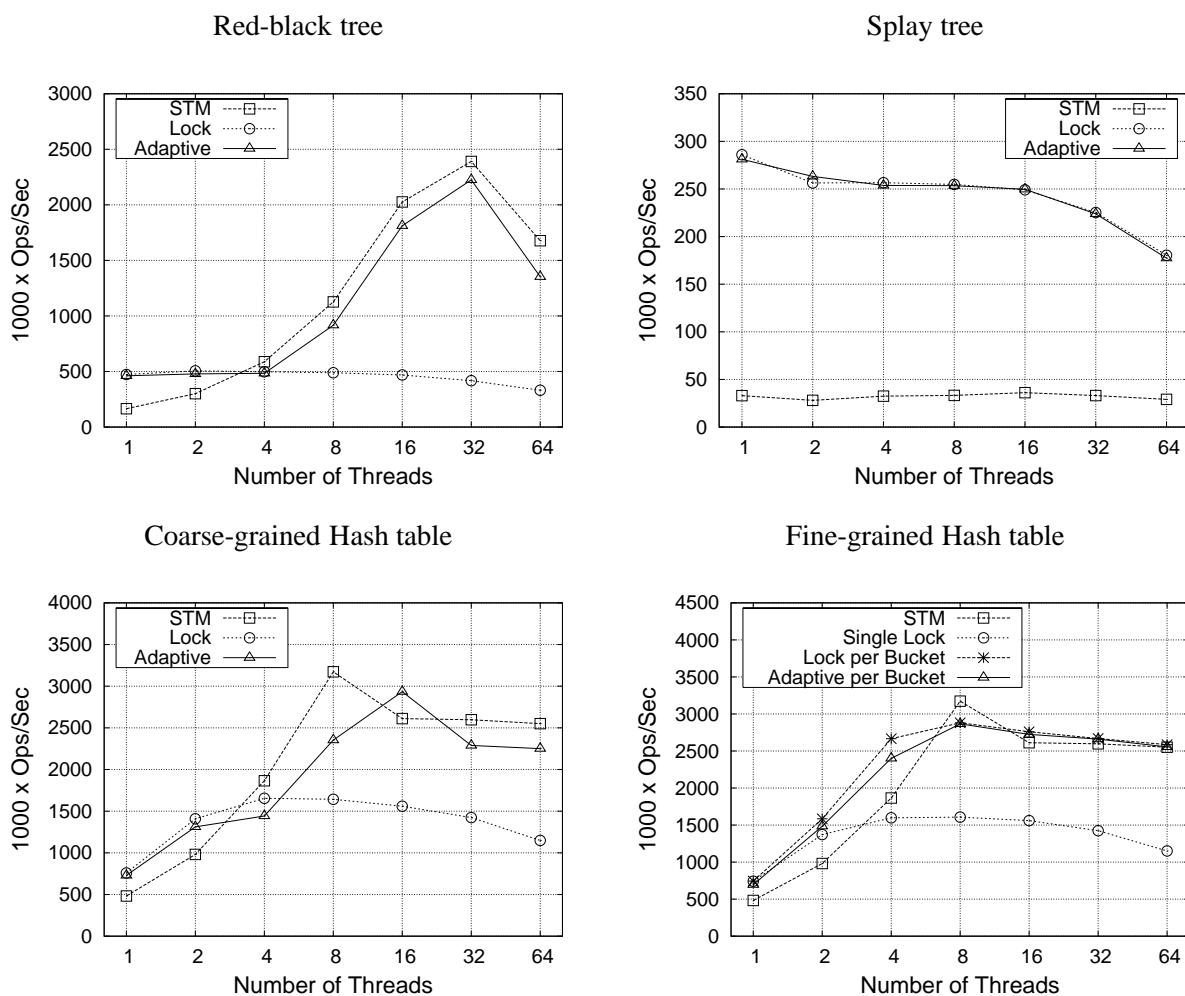 Red-black tree
3000
2500
2000
1500
1000
500
0
1000 x Ops/Sec
STM
Lock
Adaptive
1 2 4 8 16 32 64
Number of Threads
Splay tree
350
300
250
200
150
100
50
0
1000 x Ops/Sec
STM
Lock
Adaptive
1 2 4 8 16 32 64
Number of Threads
Coarse-grained Hash table
4000
3500
3000
2500
2000
1500
1000
500
0
1000 x Ops/Sec
STM
Lock
Adaptive
1 2 4 8 16 32 64
Number of Threads
Fine-grained Hash table
4500
4000
3500
3000
2500
2000
1500
1000
500
0
1000 x Ops/Sec
STM
Single Lock
Lock per Bucket
Adaptive per Bucket
1 2 4 8 16 32 64
Number of Threads